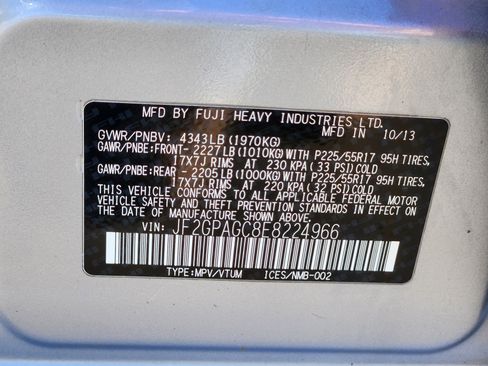 MFD BY FUJI HEAVY INDUSTRIES LTD.
MFD IN 10/13
GVWR/PNBV: 4343LB(1970KG)
GAWR/PNBE:FRONT- 2227LB(1010KG)WITH P225/55R17 95H TIRES,
17X7J RIMS AT 230 KPA(33 PSI)COLD
GAWR/PNBE:REAR - 2205LB(1000KG)WITH P225/55R17 95H TIRES,
17X7J RIMS AT 220 KPA(32 PSI)COLD
THIS VEHICLE CONFORMS TO ALL APPLICABLE FEDERAL MOTOR
VEHICLE SAFETY AND THEFT PREVENTION STANDARDS IN
EFFECT ON THE DATE OF MANUFACTURE SHOWN ABOVE.
VIN: JF2GPAGC8E8224966
TYPE:MPV/VTUM ICES/NMB-002